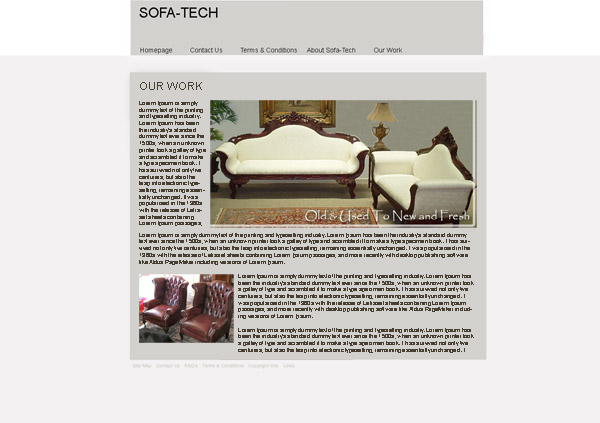 SOFA-TECH
Homepage Contact Us Terms & Conditions About Sofa-Tech Our Work
OUR WORK
Lorem Ipsum is simply
dummy text of the printing
and typesetting industry.
Lorem Ipsum has been
the industry's standard
dummy text ever since the
1500s, when an unknown
printer took a galley of type
and scrambled it to make
a type specimen book. It
has survived not only five
centuries, but also the
leap into electronic type-
setting, remaining essen-
tially unchanged. It was
popularised in the 1960s
with the release of Letra-
set sheets containing
Lorem Ipsum passages,
Old & Used To New and Fresh
Lorem Ipsum is simply dummy text of the printing and typesetting industry. Lorem Ipsum has been the industry's standard dummy
text ever since the 1500s, when an unknown printer took a galley of type and scrambled it to make a type specimen book. It has sur-
vived not only five centuries, but also the leap into electronic typesetting, remaining essentially unchanged. It was popularised in the
1960s with the release of Letraset sheets containing Lorem Ipsum passages, and more recently with desktop publishing software
like Aldus PageMaker including versions of Lorem Ipsum.
Lorem Ipsum is simply dummy text of the printing and typesetting industry. Lorem Ipsum has
been the industry's standard dummy text ever since the 1500s, when an unknown printer took
a galley of type and scrambled it to make a type specimen book. It has survived not only five
centuries, but also the leap into electronic typesetting, remaining essentially unchanged. It
was popularised in the 1960s with the release of Letraset sheets containing Lorem Ipsum
passages, and more recently with desktop publishing software like Aldus PageMaker includ-
ing versions of Lorem Ipsum.
Lorem Ipsum is simply dummy text of the printing and typesetting industry. Lorem Ipsum has
been the industry's standard dummy text ever since the 1500s, when an unknown printer took
a galley of type and scrambled it to make a type specimen book. It has survived not only five
centuries, but also the leap into electronic typesetting, remaining essentially unchanged. It
Site Map Contact Us FAQ's Terms & Conditions Copyright Info Links